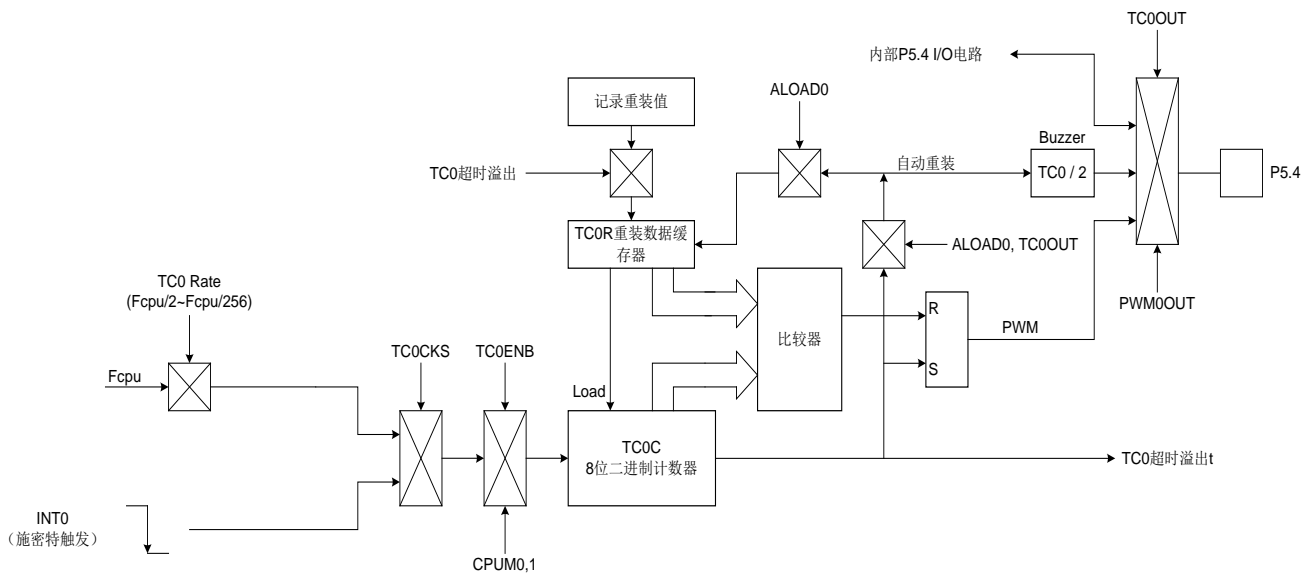 TC0OUT
内部P5.4 I/O电路
记录重装值
ALOAD0
Buzzer
TC0超时溢出
自动重装
TC0 / 2
P5.4
TC0R重装数据缓
存器
ALOAD0, TC0OUT
TC0 Rate
(Fcpu/2~Fcpu/256)
PWM0OUT
R
PWM
比较器
TC0CKS
TC0ENB
S
Fcpu
Load
TC0C
8位二进制计数器
TC0超时溢出t
INT0
（施密特触发）
CPUM0,1